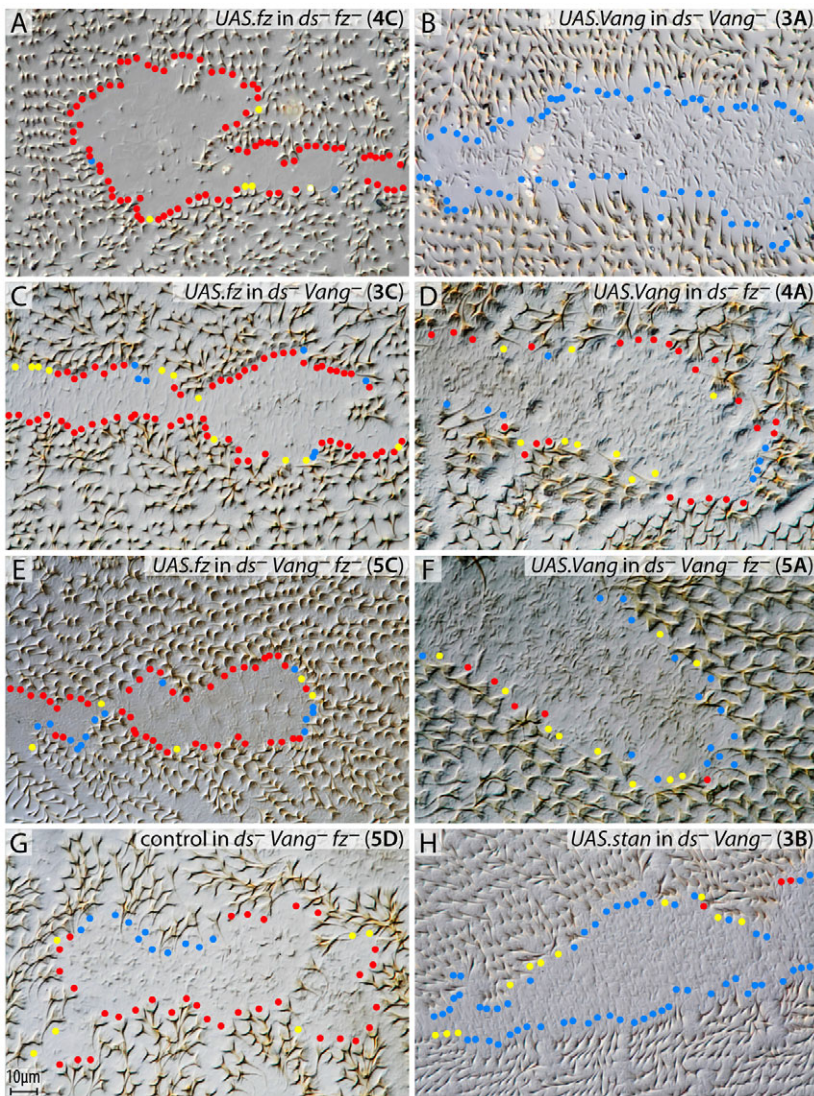 A UAS.fz in ds⁻ fz⁻ (4C)
B UAS.Vang in ds⁻ Vang⁻ (3A)
C UAS.fz in ds⁻ Vang⁻ (3C)
D UAS.Vang in ds⁻ fz⁻ (4A)
E UAS.fz in ds⁻ Vang⁻ fz⁻ (5C)
F UAS.Vang in ds⁻ Vang⁻ fz⁻ (5A)
G control in ds⁻ Vang⁻ fz⁻ (5D)
H UAS.stan in ds⁻ Vang⁻ (3B)
10µm